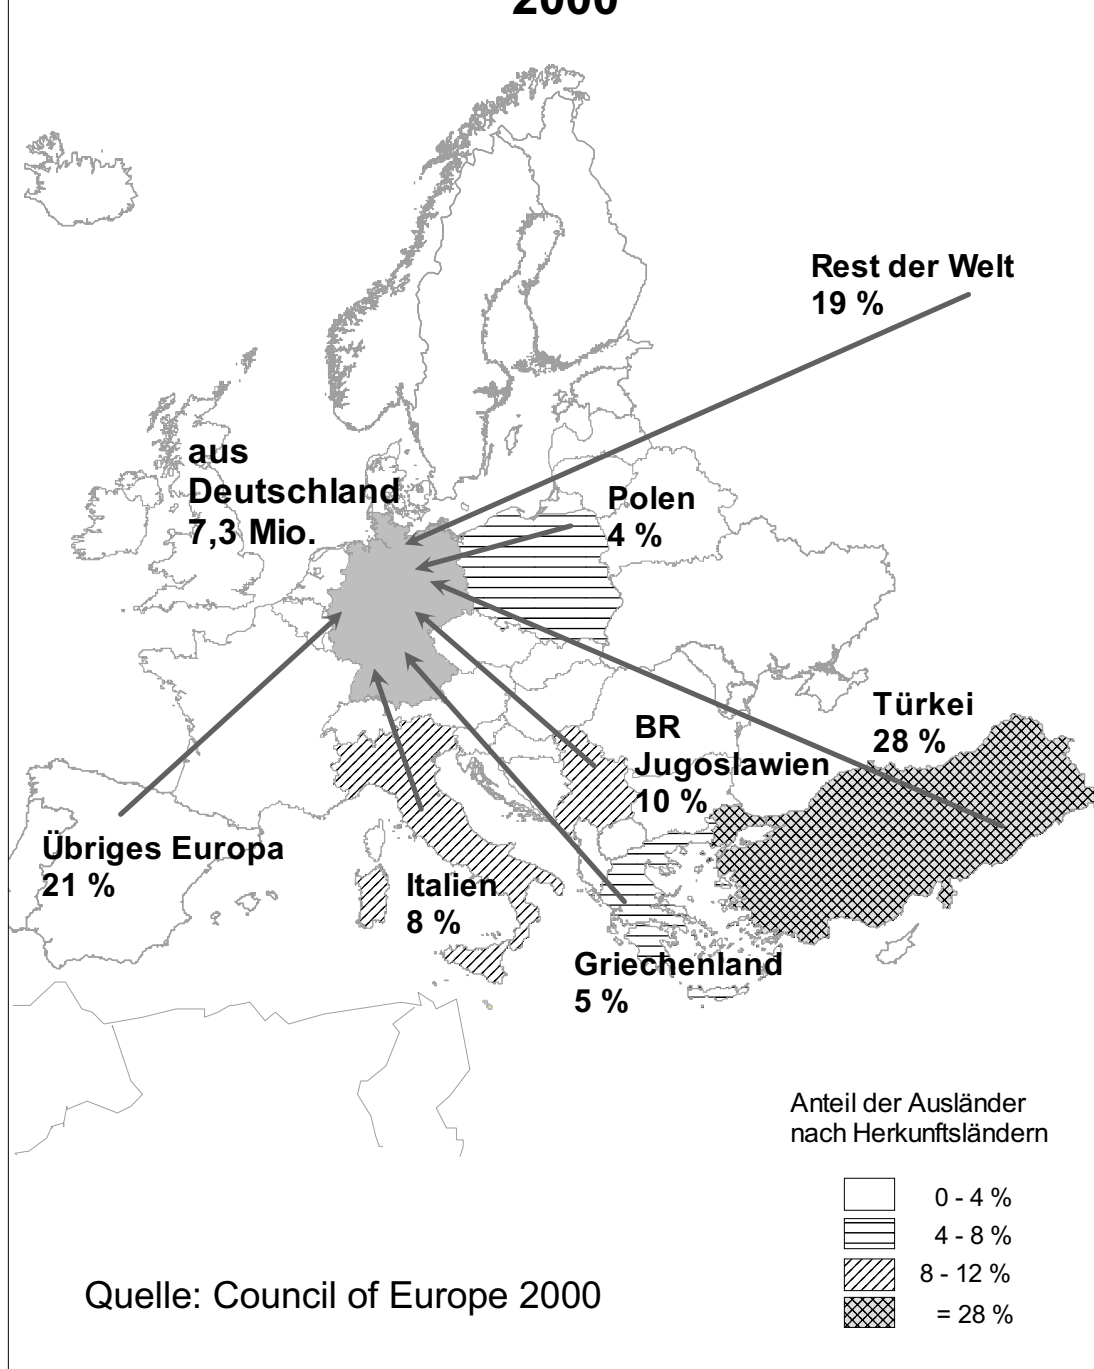 2000
Rest der Welt
19 %
aus
Deutschland
7,3 Mio.
Polen
4 %
Türkei
28 %
BR
Jugoslawien
10 %
Übriges Europa
21 %
Italien
8 %
Griechenland
5 %
Anteil der Ausländer
nach Herkunftsländern
0 - 4 %
4 - 8 %
8 - 12 %
= 28 %
Quelle: Council of Europe 2000